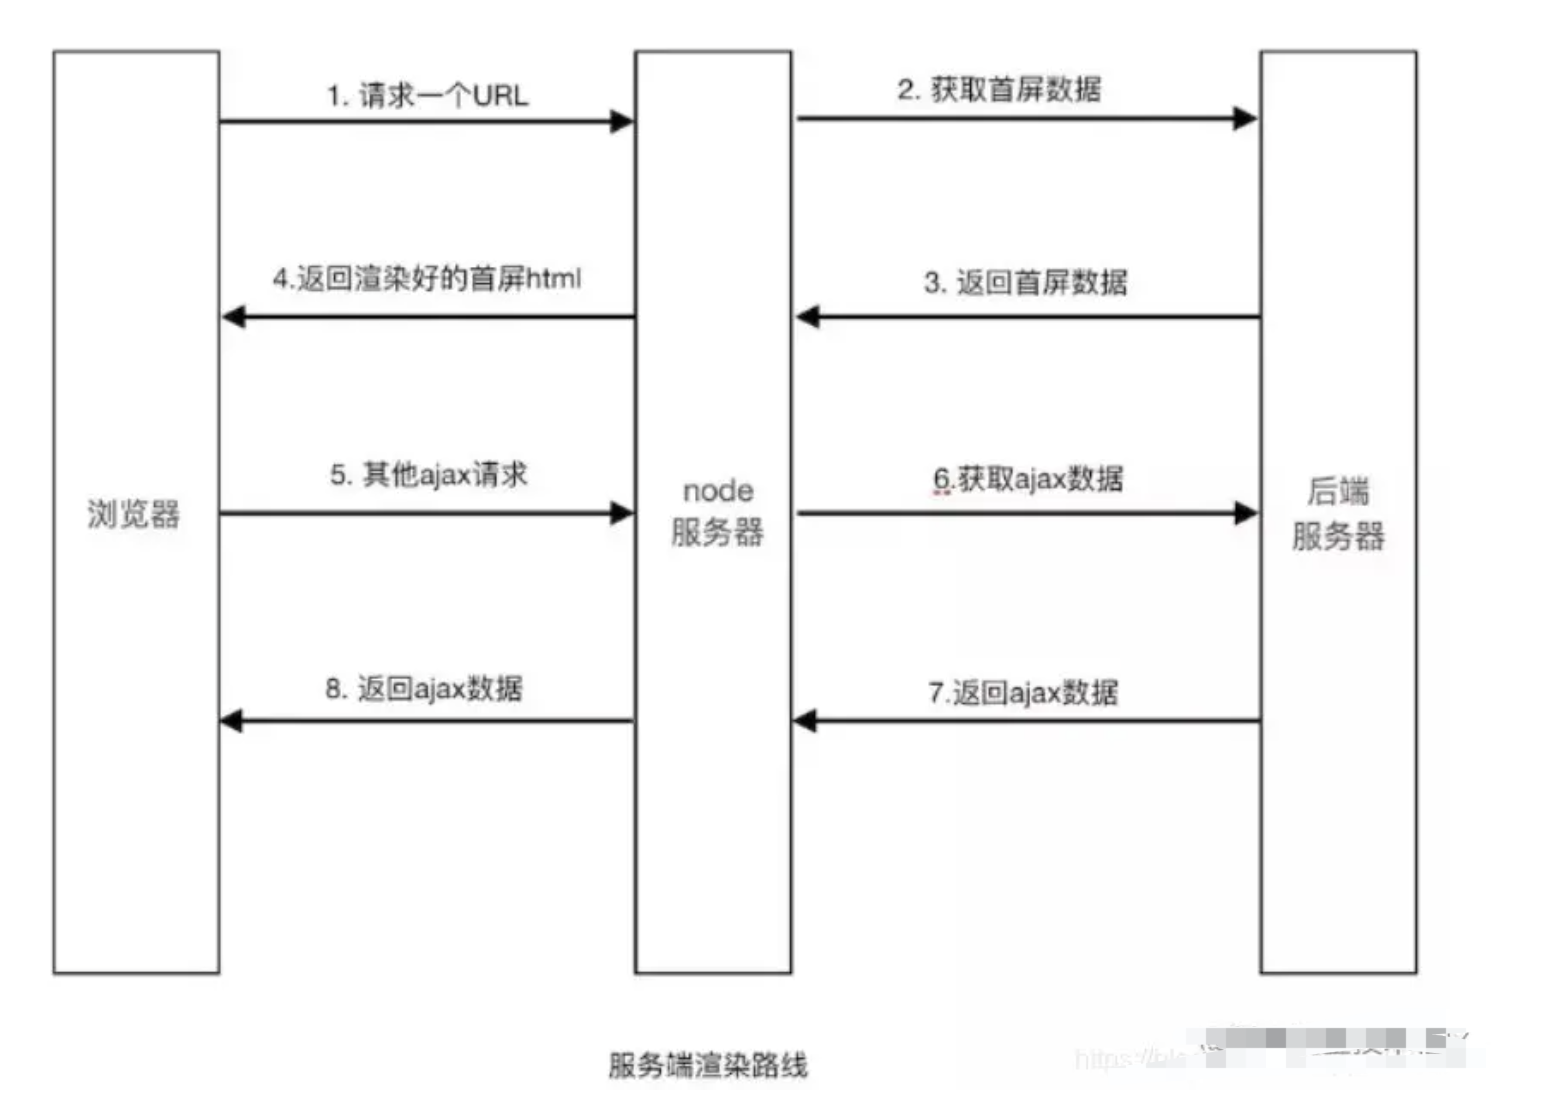 1. 请求一个URL
2. 获取首屏数据
4.返回渲染好的首屏html
3. 返回首屏数据
5. 其他ajax请求
6.获取ajax数据
浏览器
node
服务器
后端
服务器
8. 返回ajax数据
7.返回ajax数据
服务端渲染路线